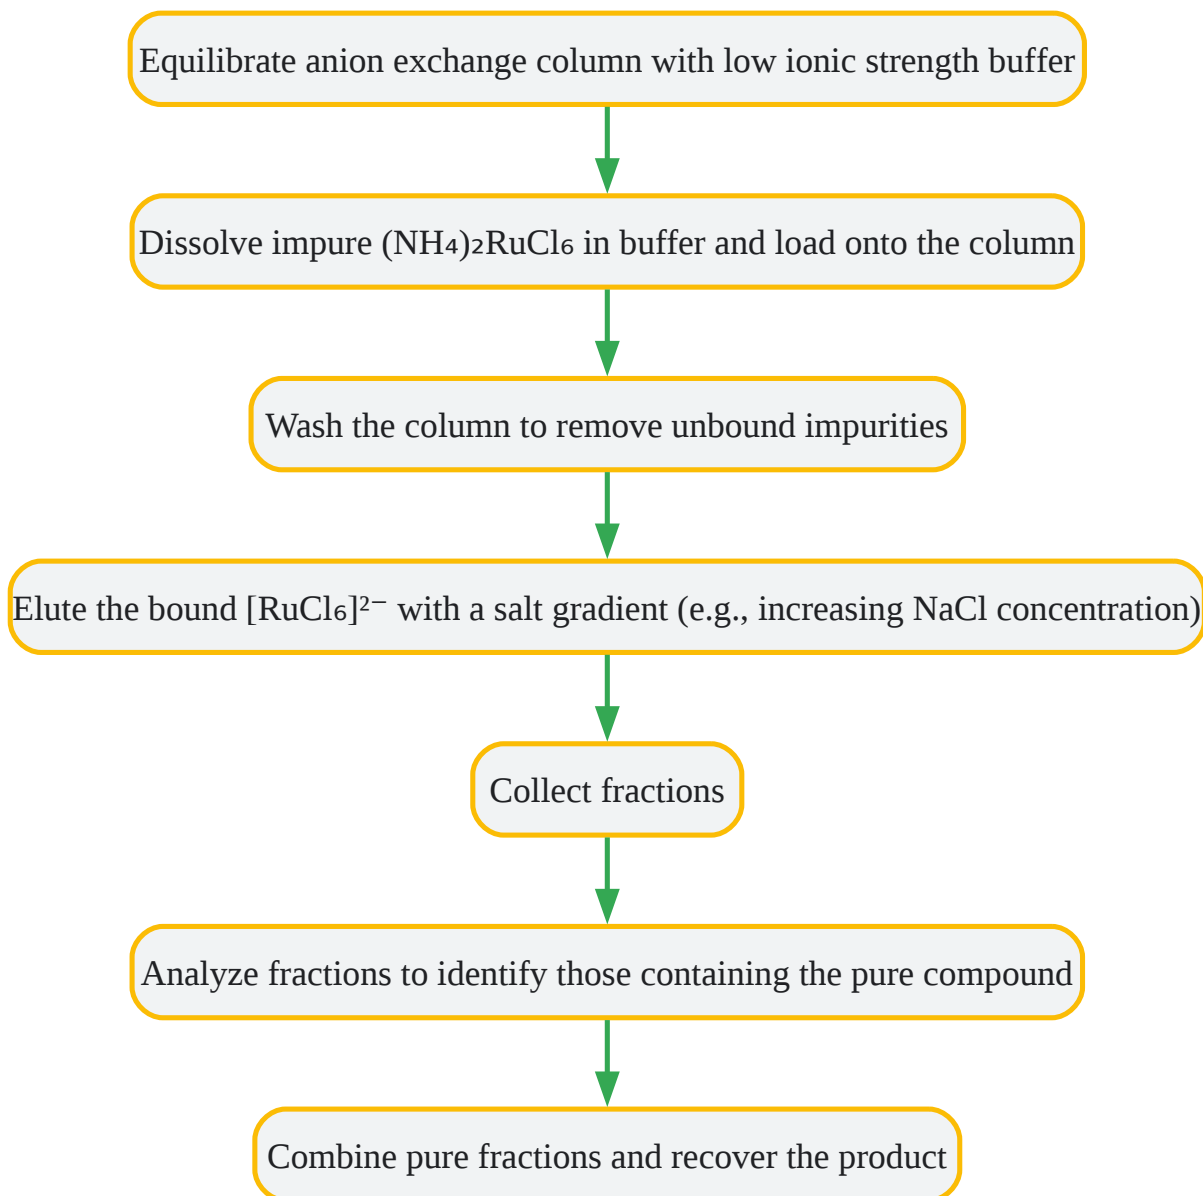 Equilibrate anion exchange column with low ionic strength buffer
Dissolve impure (NH₄)₂RuCl₆ in buffer and load onto the column
Wash the column to remove unbound impurities
Elute the bound [RuCl₆]²⁻ with a salt gradient (e.g., increasing NaCl concentration)
Collect fractions
Analyze fractions to identify those containing the pure compound
Combine pure fractions and recover the product